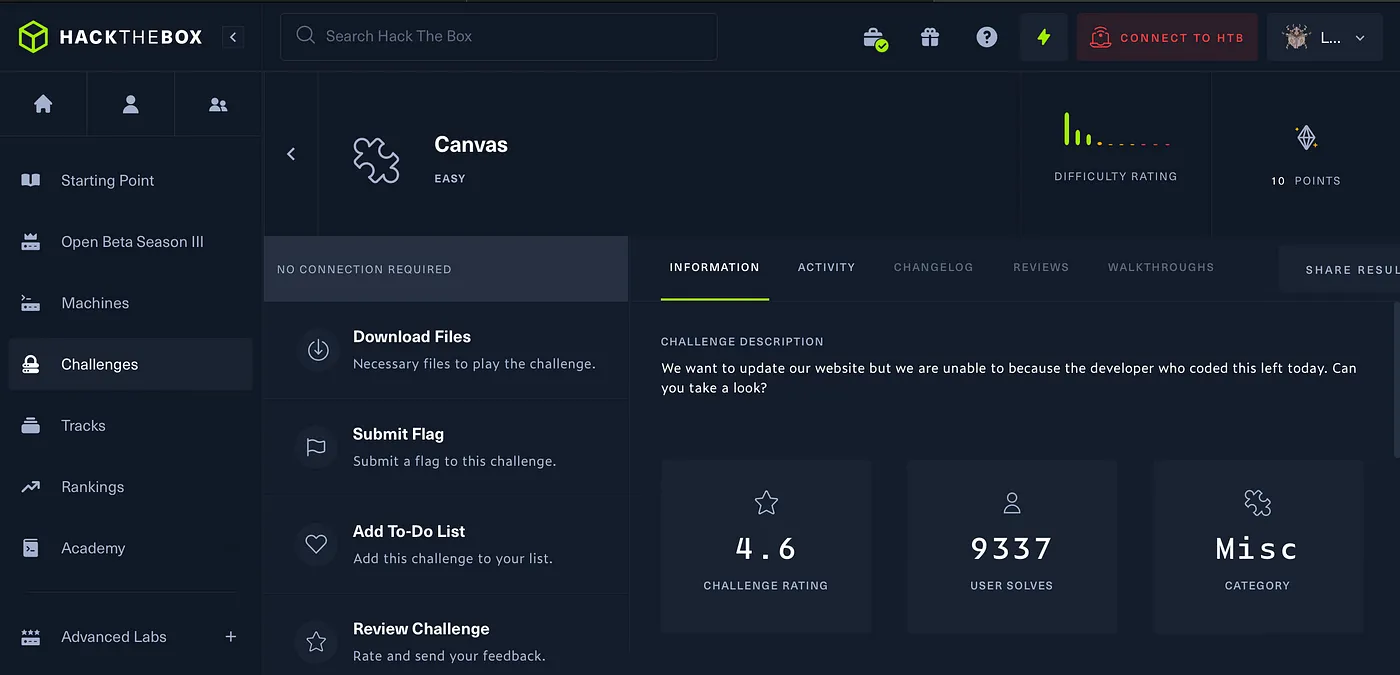 HACKTHEBOX
Search Hack The Box
CONNECT TO HTB
L...
Canvas
EASY
DIFFICULTY RATING
10 POINTS
Starting Point
Open Beta Season III
Machines
Challenges
Tracks
Rankings
Academy
Advanced Labs +
NO CONNECTION REQUIRED
Download Files
Necessary files to play the challenge.
Submit Flag
Submit a flag to this challenge.
Add To-Do List
Add this challenge to your list.
Review Challenge
Rate and send your feedback.
INFORMATION ACTIVITY CHANGELOG REVIEWS WALKTHROUGHS SHARE RESUL
CHALLENGE DESCRIPTION
We want to update our website but we are unable to because the developer who coded this left today. Can
you take a look?
4.6
CHALLENGE RATING
9337
USER SOLVES
Misc
CATEGORY